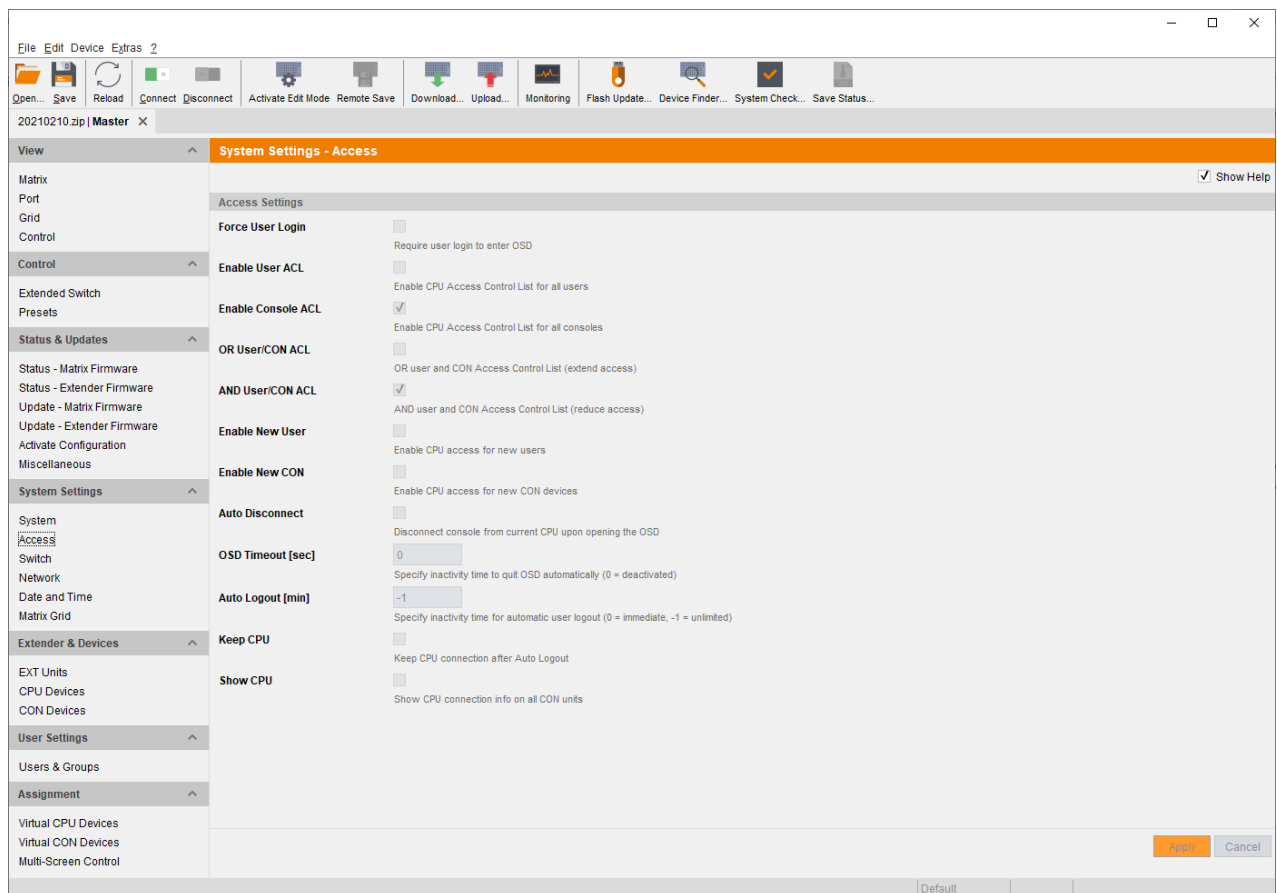 File Edit Device Extras ?
Open... Save Reload Connect Disconnect Activate Edit Mode Remote Save Download... Upload... Monitoring Flash Update... Device Finder... System Check... Save Status...
20210210.zip | Master
View
Matrix
Port
Grid
Control
Control
Extended Switch
Presets
Status & Updates
Status - Matrix Firmware
Status - Extender Firmware
Update - Matrix Firmware
Update - Extender Firmware
Activate Configuration
Miscellaneous
System Settings
System
Access
Switch
Network
Date and Time
Matrix Grid
Extender & Devices
EXT Units
CPU Devices
CON Devices
User Settings
Users & Groups
Assignment
Virtual CPU Devices
Virtual CON Devices
Multi-Screen Control
System Settings - Access
Show Help
Access Settings
Force User Login
Require user login to enter OSD
Enable User ACL
Enable CPU Access Control List for all users
Enable Console ACL
Enable CPU Access Control List for all consoles
OR User/CON ACL
OR user and CON Access Control List (extend access)
AND User/CON ACL
AND user and CON Access Control List (reduce access)
Enable New User
Enable CPU access for new users
Enable New CON
Enable CPU access for new CON devices
Auto Disconnect
Disconnect console from current CPU upon opening the OSD
OSD Timeout [sec] 0
Specify inactivity time to quit OSD automatically (0 = deactivated)
Auto Logout [min] -1
Specify inactivity time for automatic user logout (0 = immediate, -1 = unlimited)
Keep CPU
Keep CPU connection after Auto Logout
Show CPU
Show CPU connection info on all CON units
Apply Cancel
Default